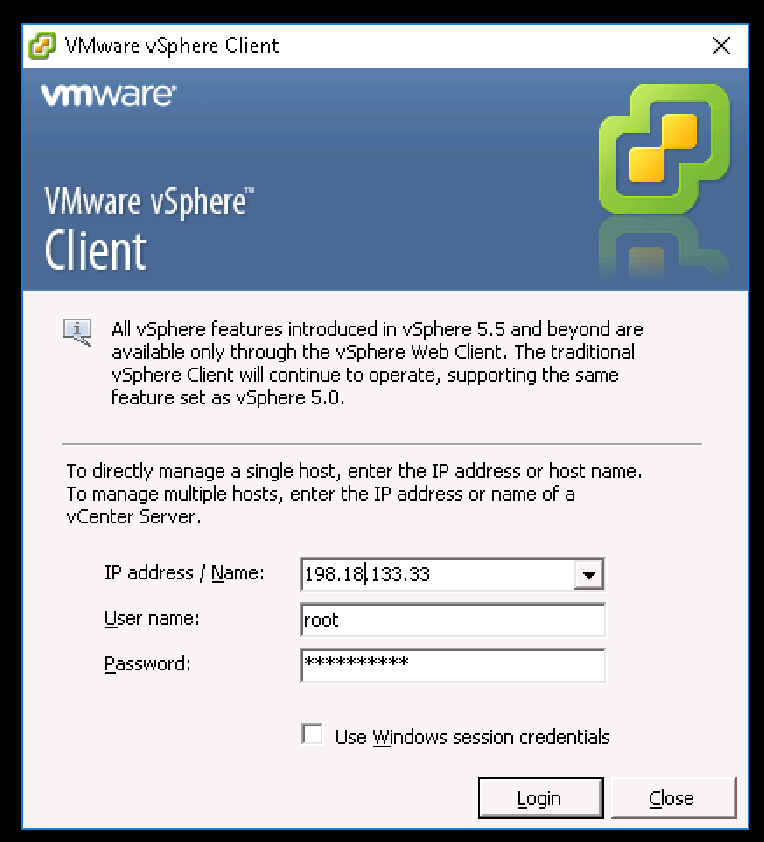 VMware vSphere Client
vmware®
VMware vSphere™
Client
All vSphere features introduced in vSphere 5.5 and beyond are
available only through the vSphere Web Client. The traditional
vSphere Client will continue to operate, supporting the same
feature set as vSphere 5.0.
To directly manage a single host, enter the IP address or host name.
To manage multiple hosts, enter the IP address or name of a
vCenter Server.
IP address / Name: 198.18.133.33
User name: root
Password: **********
Use Windows session credentials
Login Close